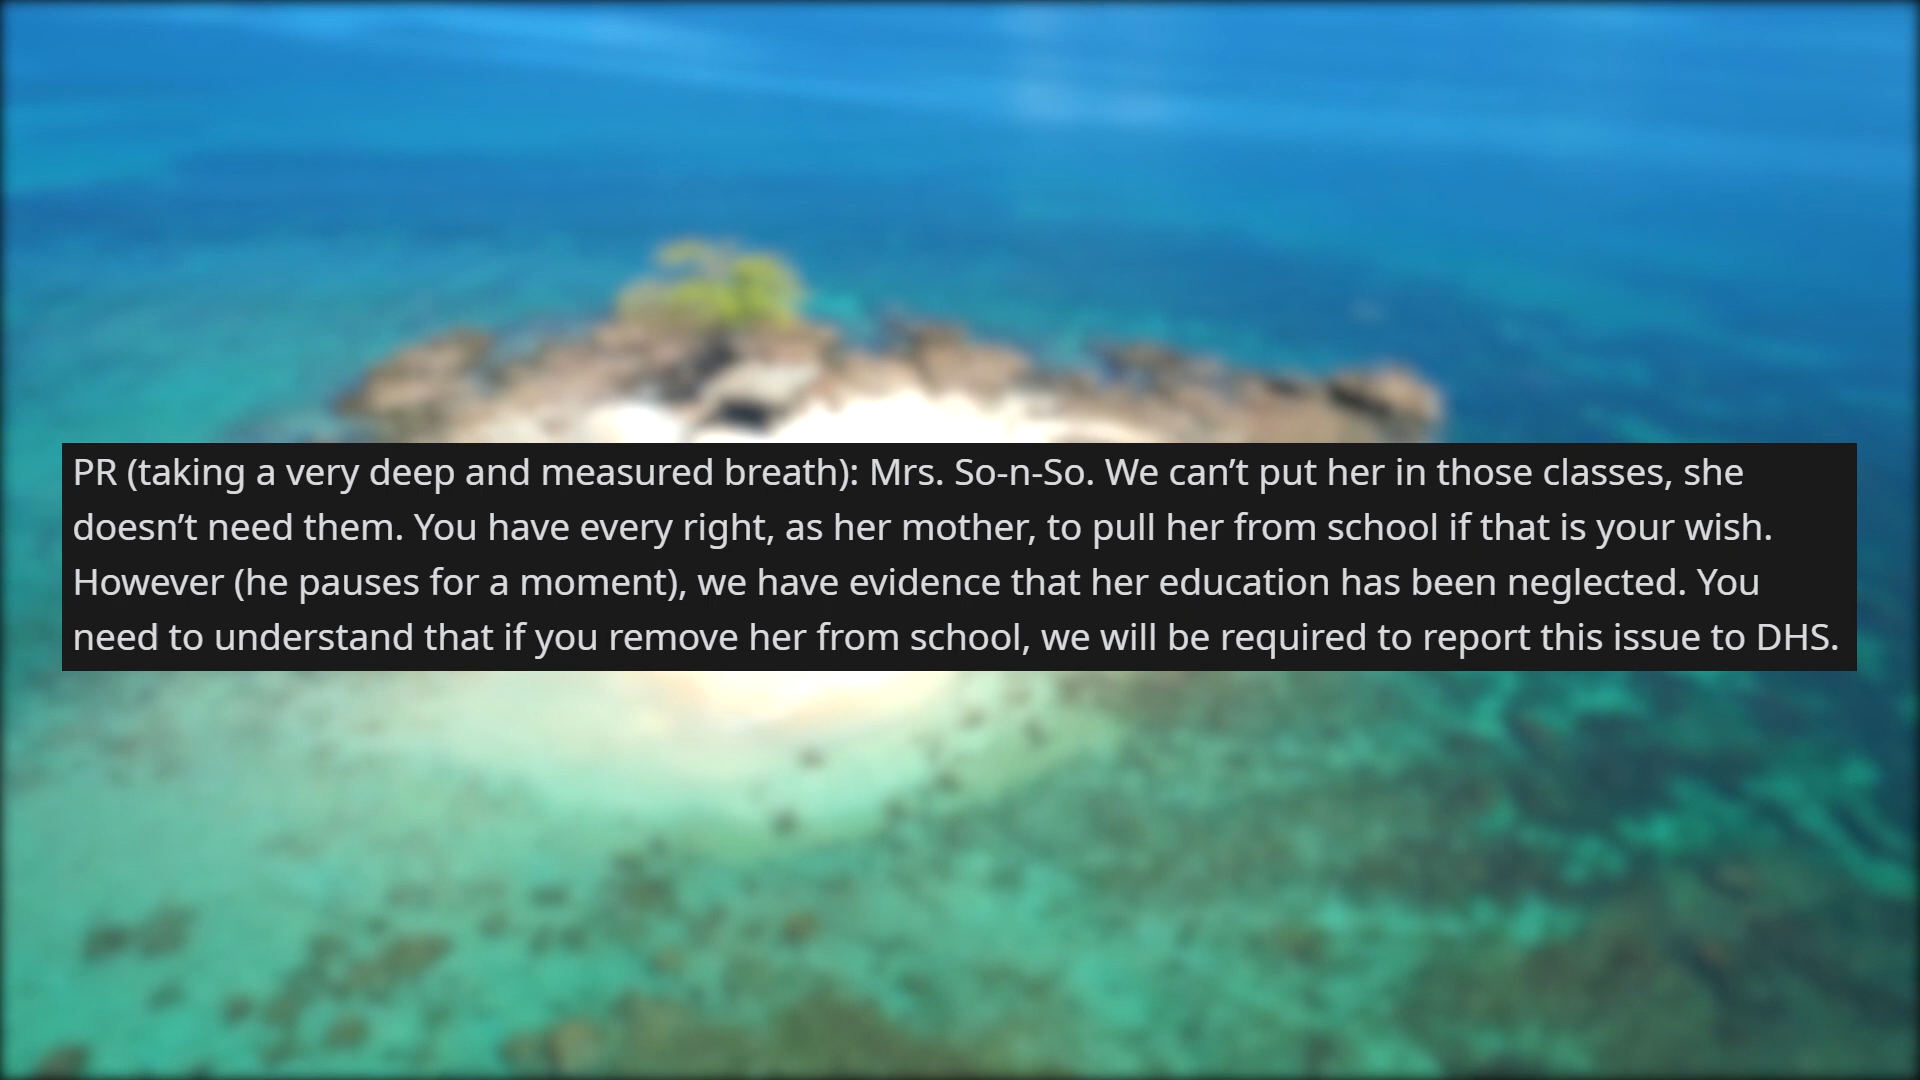 PR (taking a very deep and measured breath): Mrs. So-n-So. We can’t put her in those classes, she
doesn’t need them. You have every right, as her mother, to pull her from school if that is your wish.
However (he pauses for a moment), we have evidence that her education has been neglected. You
need to understand that if you remove her from school, we will be required to report this issue to DHS.